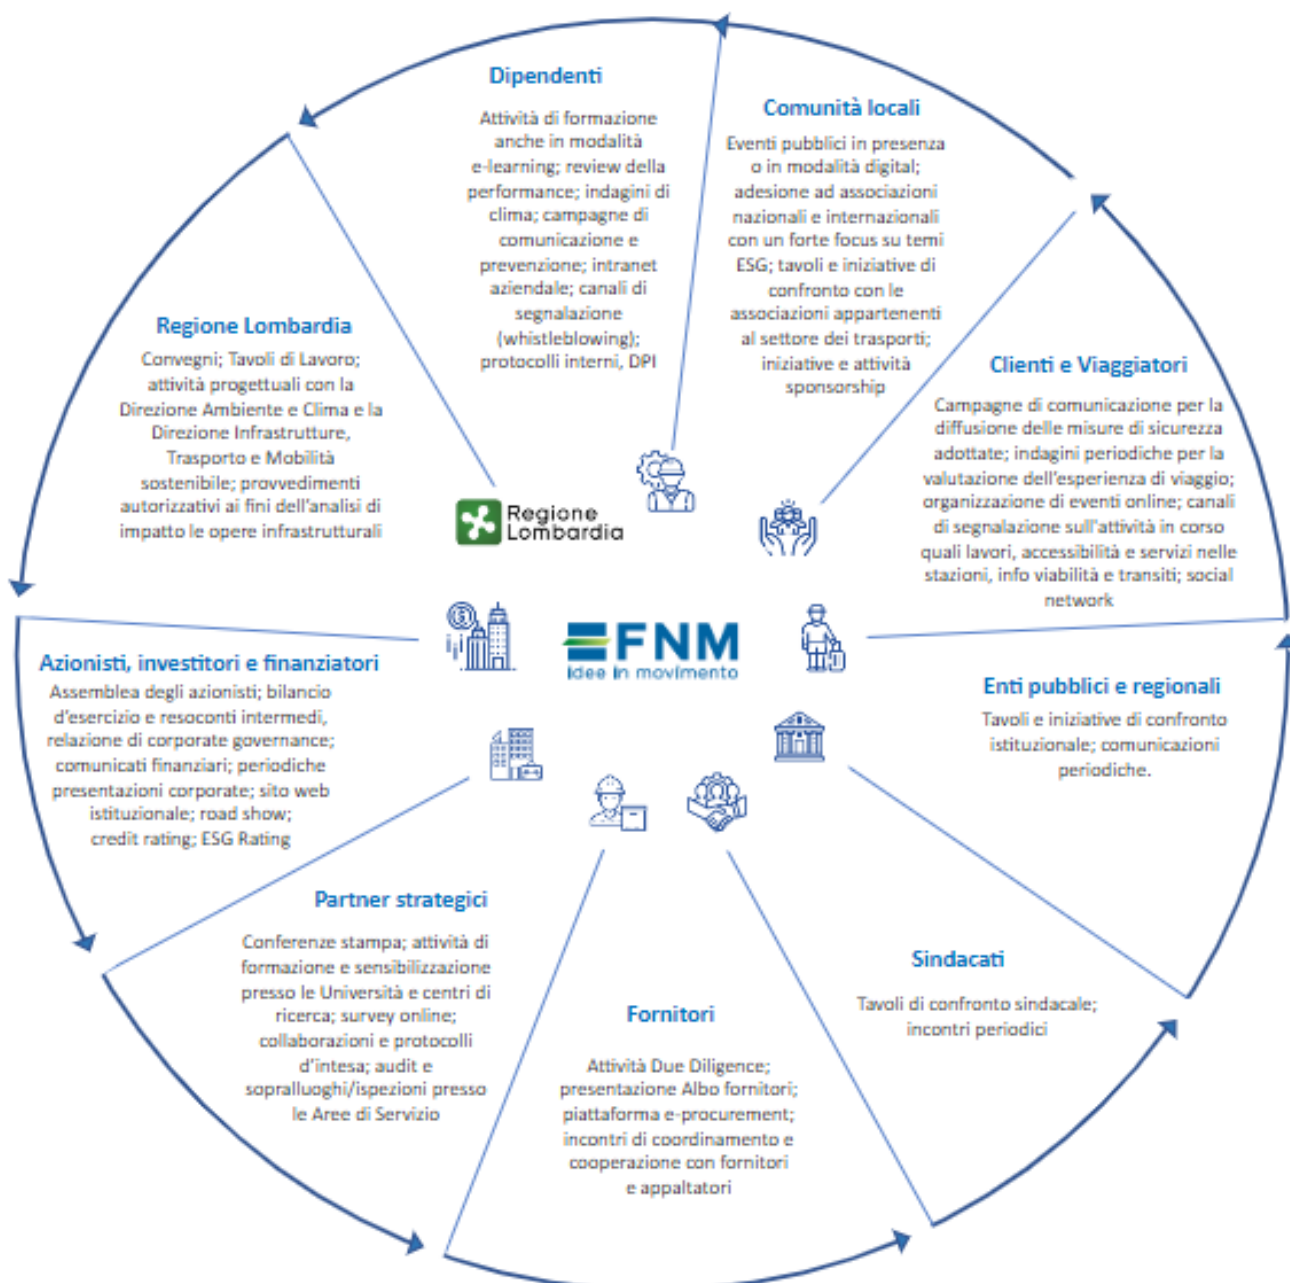 Dipendenti
Attività di formazione
anche in modalità
e-learning; review della
performance; indagini di
clima; campagne di
comunicazione e
prevenzione; intranet
aziendale; canali di
segnalazione
(whistleblowing);
protocolli interni, DPI
Comunità locali
Eventi pubblici in presenza
o in modalità digital;
adesione ad associazioni
nazionali e internazionali
con un forte focus su temi
ESG; tavoli e iniziative di
confronto con le
associazioni appartenenti
al settore dei trasporti;
iniziative e attività
sponsorship
Regione Lombardia
Convegni; Tavoli di Lavoro;
attività progettuali con la
Direzione Ambiente e Clima e la
Direzione Infrastrutture,
Trasporto e Mobilità
sostenibile; provvedimenti
autorizzativi ai fini dell'analisi di
impatto le opere infrastrutturali
Clienti e Viaggiatori
Campagne di comunicazione per la
diffusione delle misure di sicurezza
adottate; indagini periodiche per la
valutazione dell'esperienza di viaggio;
organizzazione di eventi online; canali
di segnalazione sull'attività in corso
quali lavori, accessibilità e servizi nelle
stazioni, info viabilità e transiti; social
network
Regione
Lombardia
FNM
idee in movimento
Azionisti, investitori e finanziatori
Assemblea degli azionisti; bilancio
d'esercizio e resoconti intermedi,
relazione di corporate governance;
comunicati finanziari; periodiche
presentazioni corporate; sito web
istituzionale; road show;
credit rating; ESG Rating
Enti pubblici e regionali
Tavoli e iniziative di confronto
istituzionale; comunicazioni
periodiche.
Partner strategici
Conferenze stampa; attività di
formazione e sensibilizzazione
presso le Università e centri di
ricerca; survey online;
collaborazioni e protocolli
d'intesa; audit e
sopralluoghi/ispezioni presso
le Aree di Servizio
Fornitori
Attività Due Diligence;
presentazione Albo fornitori;
piattaforma e-procurement;
incontri di coordinamento e
cooperazione con fornitori
e appaltatori
Sindacati
Tavoli di confronto sindacale;
incontri periodici